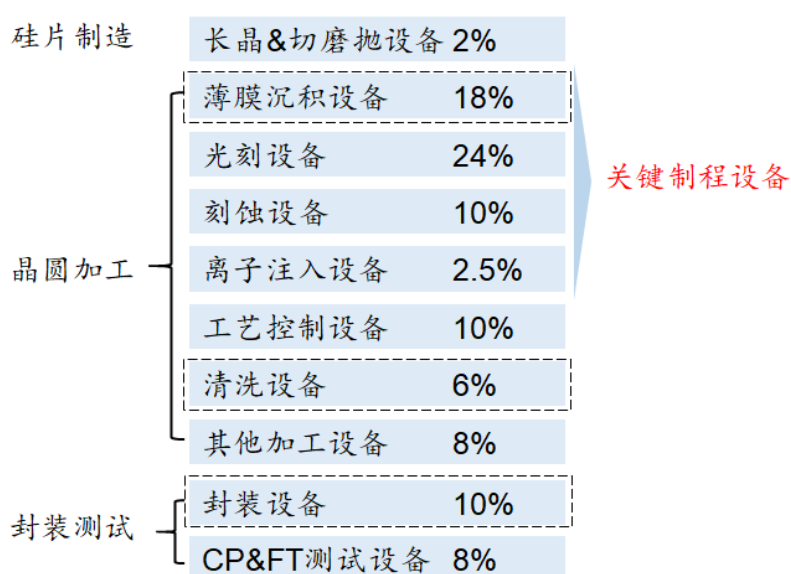 硅片制造
长晶&切磨抛设备 2%
薄膜沉积设备 18%
光刻设备 24%
关键制程设备
刻蚀设备 10%
晶圆加工
离子注入设备 2.5%
工艺控制设备 10%
清洗设备 6%
其他加工设备 8%
封装测试
封装设备 10%
CP&FT测试设备 8%